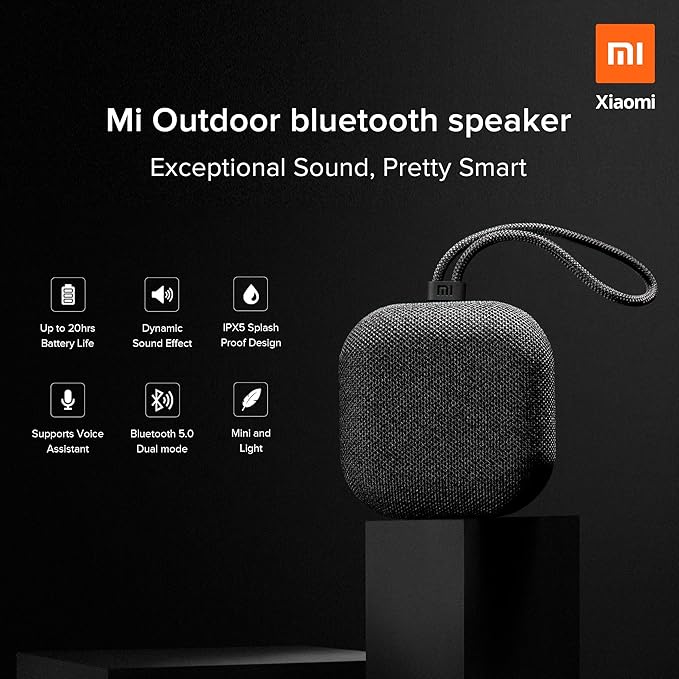 mi
Xiaomi
Mi Outdoor bluetooth speaker
Exceptional Sound, Pretty Smart
mi
Up to 20hrs
Battery Life
Dynamic
Sound Effect
IPX5 Splash
Proof Design
Supports Voice
Assistant
Bluetooth 5.0
Dual mode
Mini and
Light